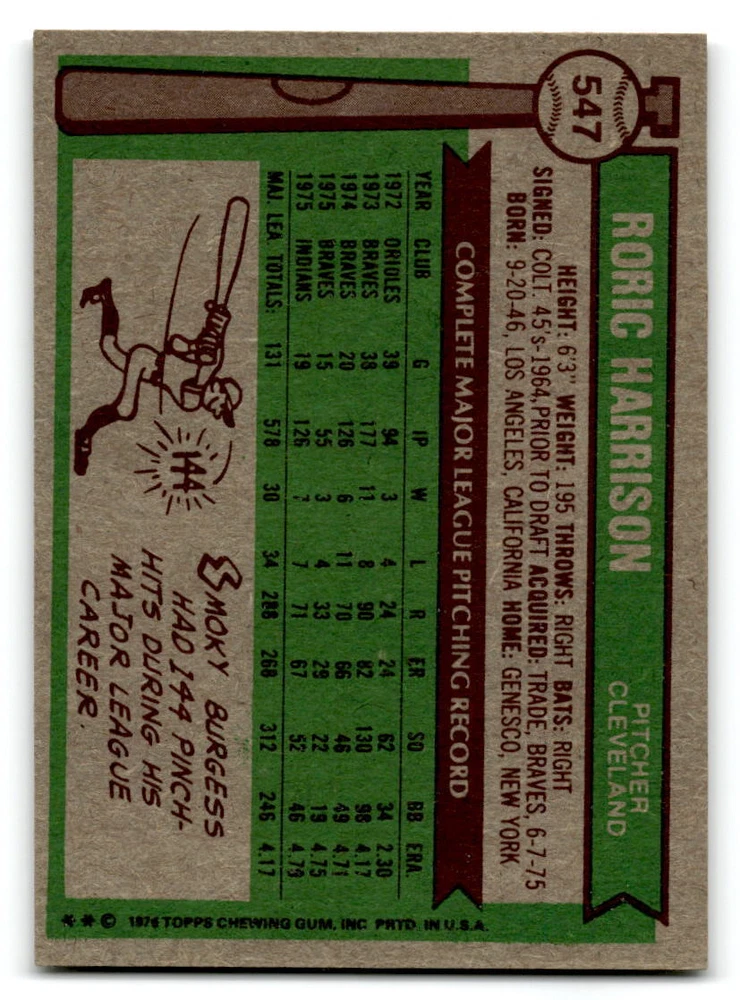 547
RORIC HARRISON
PITCHER
CLEVELAND
HEIGHT: 6'3" WEIGHT: 195 THROWS: RIGHT BATS: RIGHT
SIGNED: COLT. 45's-1964, PRIOR TO DRAFT ACQUIRED: TRADE, BRAVES, 6-7-75
BORN: 9-20-46, LOS ANGELES, CALIFORNIA HOME: GENESCO, NEW YORK
COMPLETE MAJOR LEAGUE PITCHING RECORD
YEAR CLUB G IP W L R ER SO BB ERA
1972 ORIOLES 39 94 3 4 24 24 62 34 2.30
1973 BRAVES 38 177 11 8 90 82 130 98 4.17
1974 BRAVES 20 126 6 11 70 66 46 49 4.71
1975 BRAVES 15 55 3 4 33 29 22 19 4.75
1975 INDIANS 19 126 7 7 71 67 52 46 4.79
MAJ. LEA. TOTALS: 131 578 30 34 288 268 312 246 4.17
144
SMOKY BURGESS
HAD 144 PINCH-
HITS DURING HIS
MAJOR LEAGUE
CAREER.
**© 1976 TOPPS CHEWING GUM, INC. PRTD. IN U.S.A.